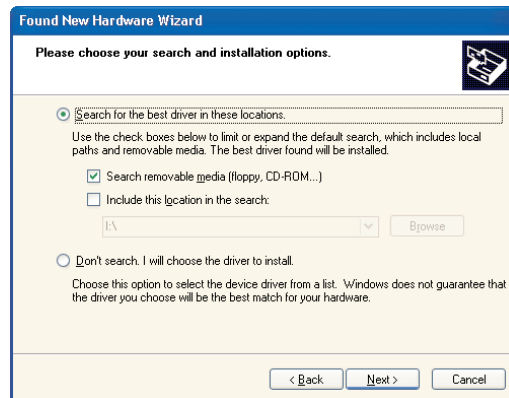 Found New Hardware Wizard
Please choose your search and installation options.
Search for the best driver in these locations.
Use the check boxes below to limit or expand the default search, which includes local
paths and removable media. The best driver found will be installed.
Search removable media (floppy, CD-ROM...)
Include this location in the search:
I:\
Browse
Don't search. I will choose the driver to install.
Choose this option to select the device driver from a list. Windows does not guarantee that
the driver you choose will be the best match for your hardware.
< Back
Next >
Cancel